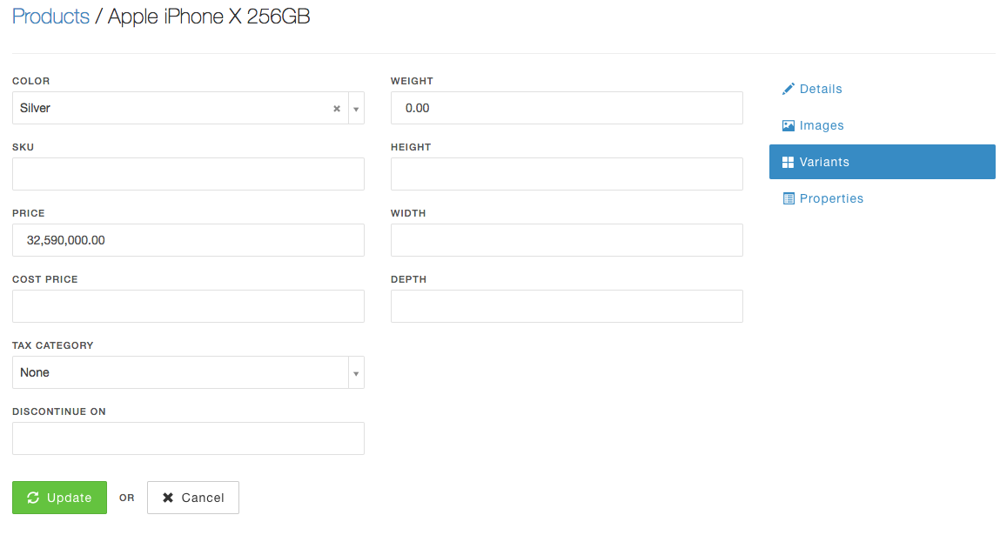 Products / Apple iPhone X 256GB
COLOR
Silver
SKU
PRICE
32,590,000.00
COST PRICE
TAX CATEGORY
None
DISCONTINUE ON
WEIGHT
0.00
HEIGHT
WIDTH
DEPTH
Details
Images
Variants
Properties
Update OR Cancel